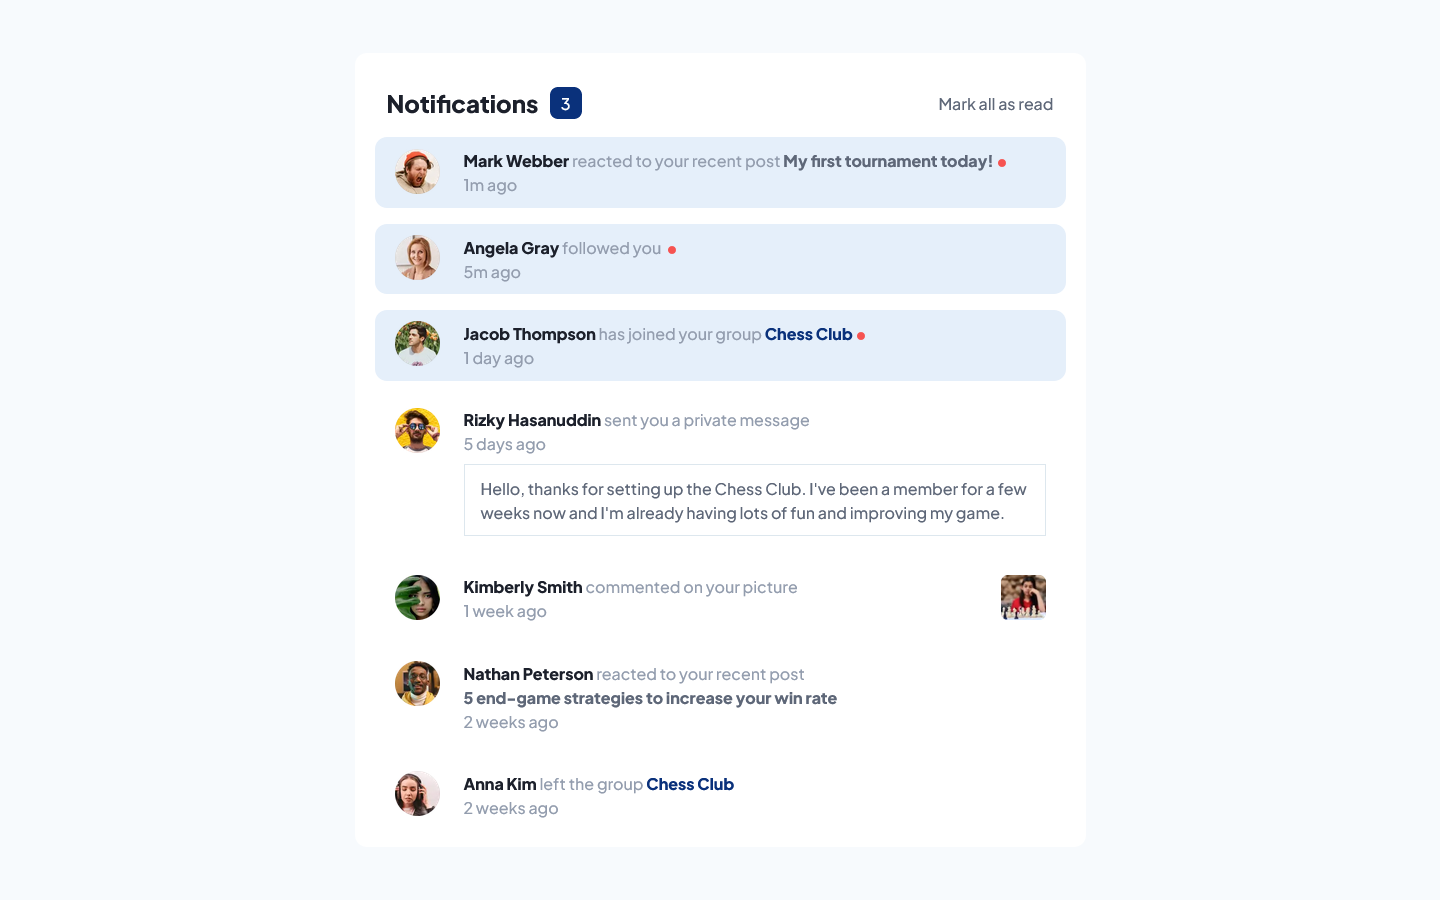 Notifications 3 Mark all as read
Mark Webber reacted to your recent post My first tournament today!
1m ago
Angela Gray followed you
5m ago
Jacob Thompson has joined your group Chess Club
1 day ago
Rizky Hasanuddin sent you a private message
5 days ago
Hello, thanks for setting up the Chess Club. I've been a member for a few
weeks now and I'm already having lots of fun and improving my game.
Kimberly Smith commented on your picture
1 week ago
Nathan Peterson reacted to your recent post
5 end-game strategies to increase your win rate
2 weeks ago
Anna Kim left the group Chess Club
2 weeks ago